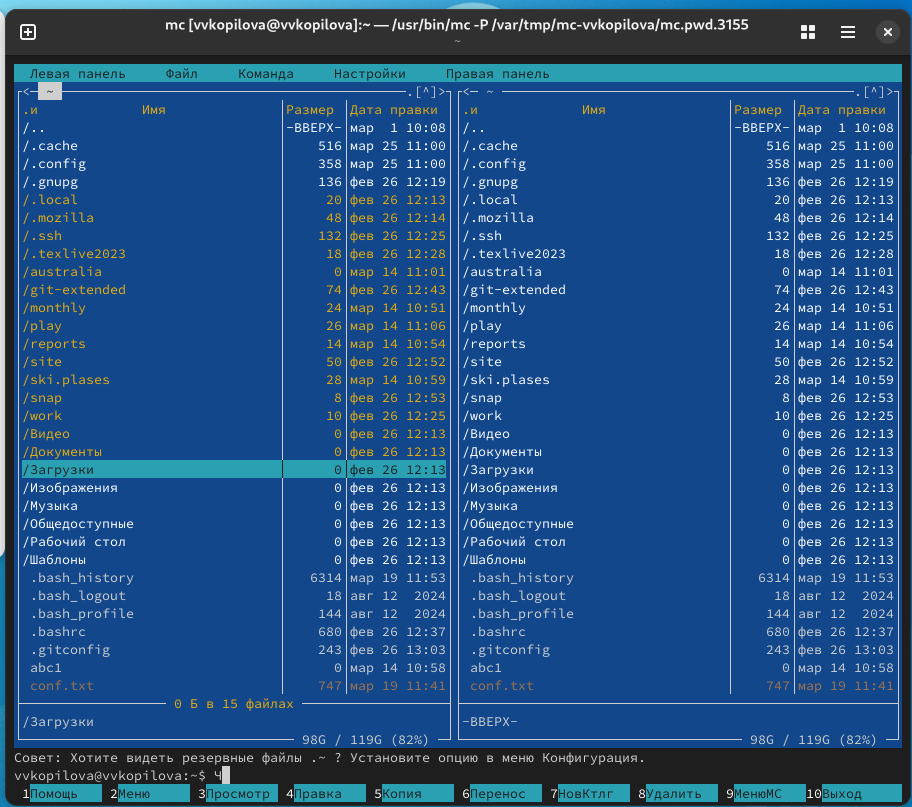 mc [vvkopilova@vvkopilova]:~ — /usr/bin/mc -P /var/tmp/mc-vvkopilova/mc.pwd.3155
~
Левая панель Файл Команда Настройки Правая панель
<─ ~ .[^]> <─ ~ .[^]>
.и Имя Размер Дата правки .и Имя Размер Дата правки
/.. -ВВЕРХ- мар 1 10:08 /.. -ВВЕРХ- мар 1 10:08
/.cache 516 мар 25 11:00 /.cache 516 мар 25 11:00
/.config 358 мар 25 11:00 /.config 358 мар 25 11:00
/.gnupg 136 фев 26 12:19 /.gnupg 136 фев 26 12:19
/.local 20 фев 26 12:13 /.local 20 фев 26 12:13
/.mozilla 48 фев 26 12:14 /.mozilla 48 фев 26 12:14
/.ssh 132 фев 26 12:25 /.ssh 132 фев 26 12:25
/.texlive2023 18 фев 26 12:28 /.texlive2023 18 фев 26 12:28
/australia 0 мар 14 11:01 /australia 0 мар 14 11:01
/git-extended 74 фев 26 12:43 /git-extended 74 фев 26 12:43
/monthly 24 мар 14 10:51 /monthly 24 мар 14 10:51
/play 26 мар 14 11:06 /play 26 мар 14 11:06
/reports 14 мар 14 10:54 /reports 14 мар 14 10:54
/site 50 фев 26 12:52 /site 50 фев 26 12:52
/ski.plases 28 мар 14 10:59 /ski.plases 28 мар 14 10:59
/snap 8 фев 26 12:53 /snap 8 фев 26 12:53
/work 10 фев 26 12:25 /work 10 фев 26 12:25
/Видео 0 фев 26 12:13 /Видео 0 фев 26 12:13
/Документы 0 фев 26 12:13 /Документы 0 фев 26 12:13
/Загрузки 0 фев 26 12:13 /Загрузки 0 фев 26 12:13
/Изображения 0 фев 26 12:13 /Изображения 0 фев 26 12:13
/Музыка 0 фев 26 12:13 /Музыка 0 фев 26 12:13
/Общедоступные 0 фев 26 12:13 /Общедоступные 0 фев 26 12:13
/Рабочий стол 0 фев 26 12:13 /Рабочий стол 0 фев 26 12:13
/Шаблоны 0 фев 26 12:13 /Шаблоны 0 фев 26 12:13
.bash_history 6314 мар 19 11:53 .bash_history 6314 мар 19 11:53
.bash_logout 18 авг 12 2024 .bash_logout 18 авг 12 2024
.bash_profile 144 авг 12 2024 .bash_profile 144 авг 12 2024
.bashrc 680 фев 26 12:37 .bashrc 680 фев 26 12:37
.gitconfig 243 фев 26 13:03 .gitconfig 243 фев 26 13:03
abc1 0 мар 14 10:58 abc1 0 мар 14 10:58
conf.txt 747 мар 19 11:41 conf.txt 747 мар 19 11:41
0 Б в 15 файлах
/Загрузки -ВВЕРХ-
98G / 119G (82%) 98G / 119G (82%)
Совет: Хотите видеть резервные файлы .~ ? Установите опцию в меню Конфигурация.
vvkopilova@vvkopilova:~$ Ч
1Помощь 2Меню 3Просмотр 4Правка 5Копия 6Перенос 7НовКтлг 8Удалить 9МенюMC 10Выход